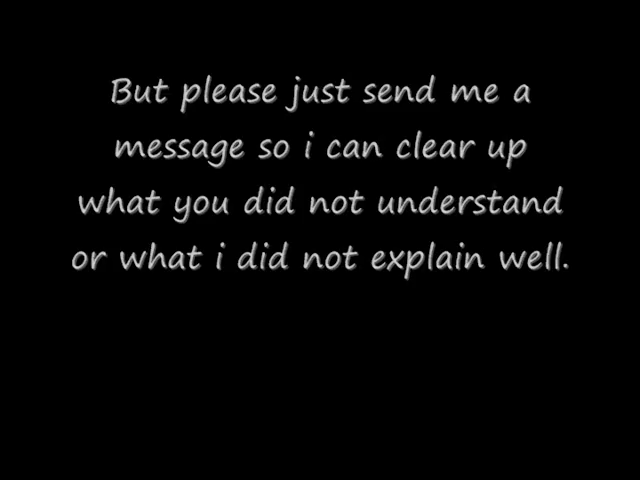 But please just send me a
message so i can clear up
what you did not understand
or what i did not explain well.